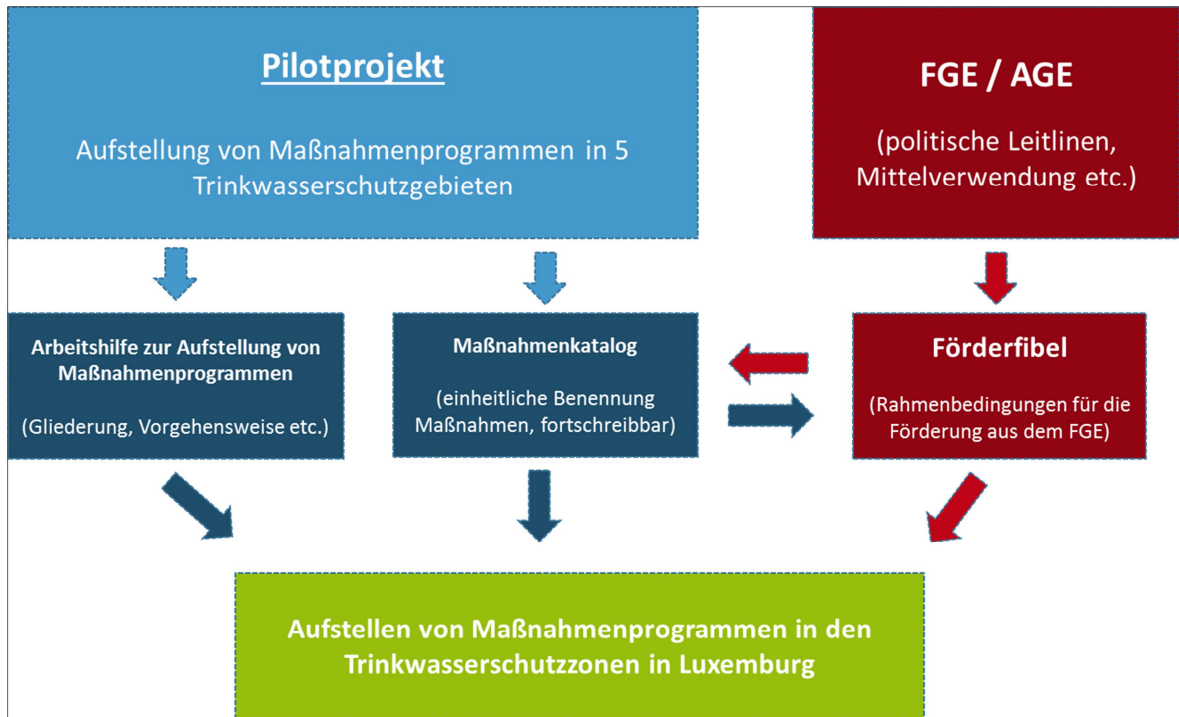 Pilotprojekt
Aufstellung von Maßnahmenprogrammen in 5
Trinkwasserschutzgebieten
FGE / AGE
(politische Leitlinen,
Mittelverwendung etc.)
Arbeitshilfe zur Aufstellung von
Maßnahmenprogrammen
(Gliederung, Vorgehensweise etc.)
Maßnahmenkatalog
(einheitliche Benennung
Maßnahmen, fortschreibbar)
Förderfibel
(Rahmenbedingungen für die
Förderung aus dem FGE)
Aufstellen von Maßnahmenprogrammen in den
Trinkwasserschutzzonen in Luxemburg